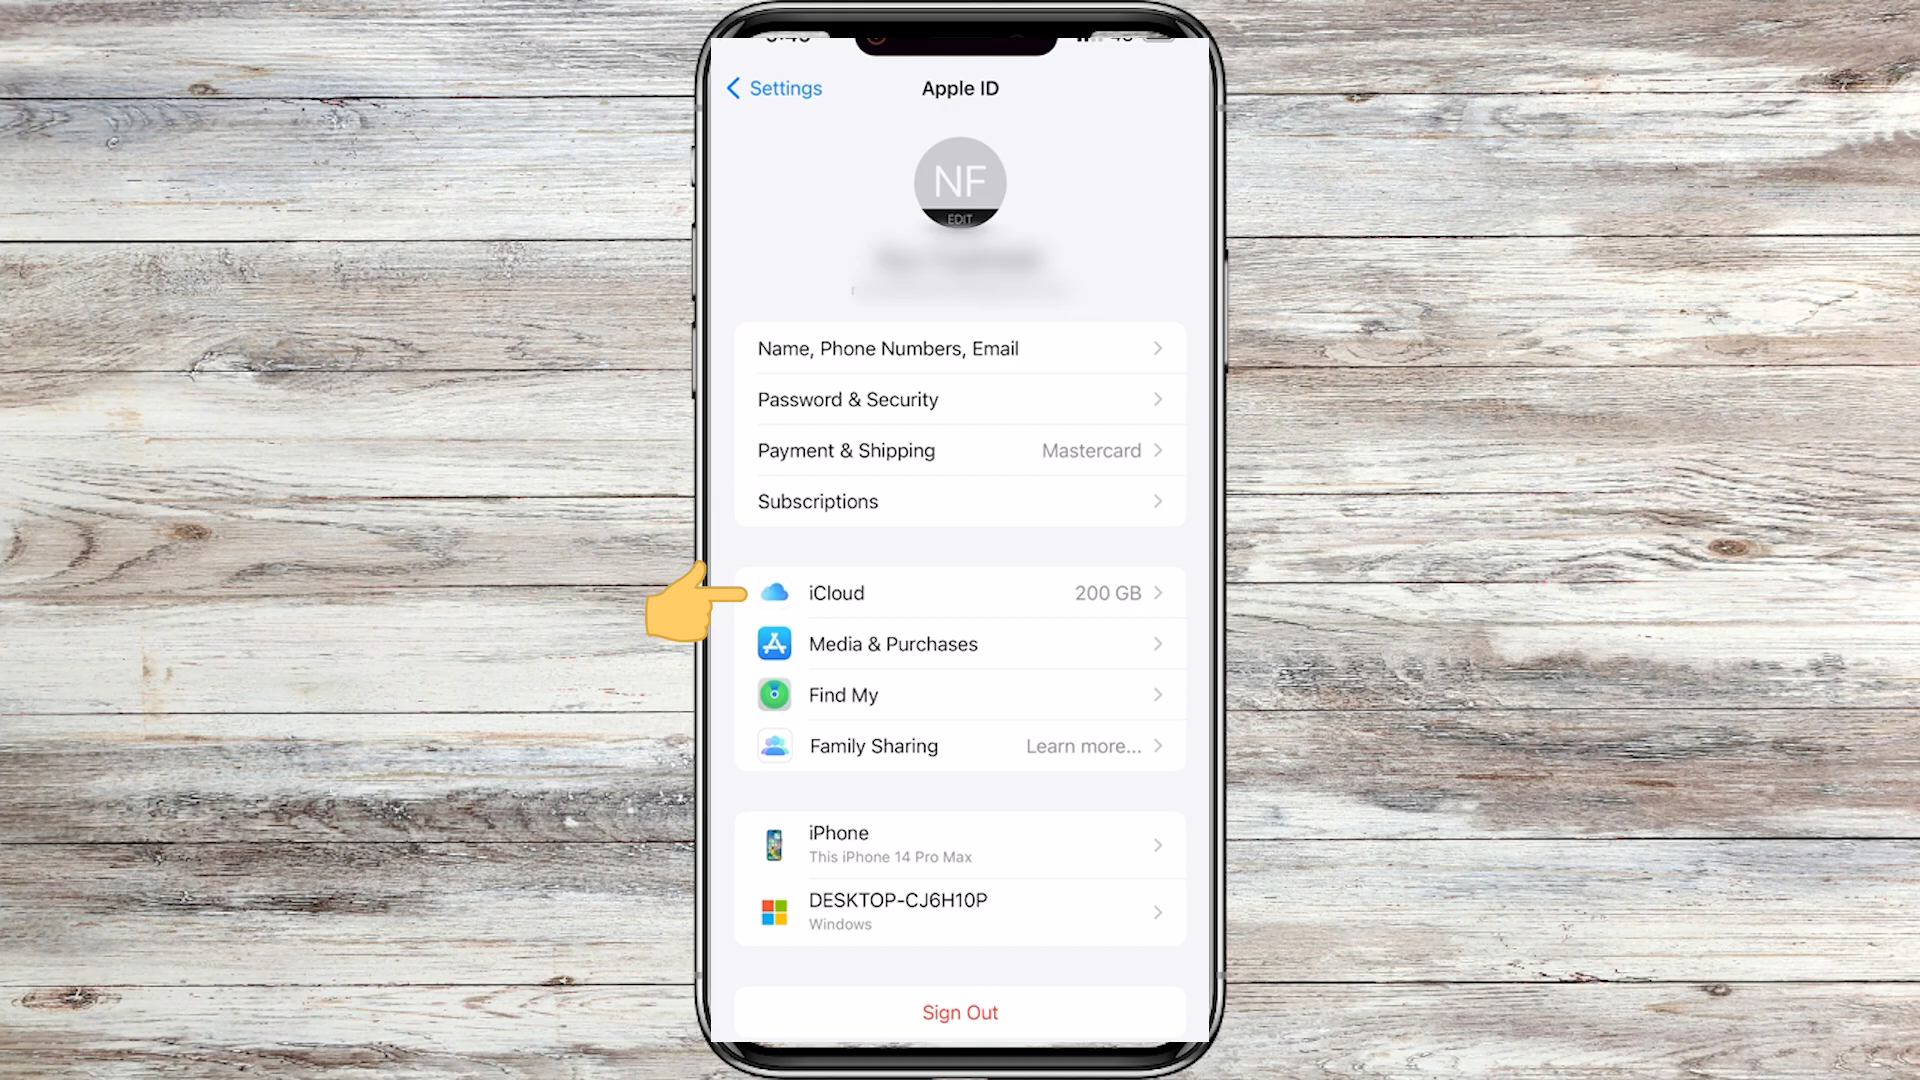 Settings
Apple ID
NF
EDIT
Name, Phone Numbers, Email
Password & Security
Payment & Shipping Mastercard
Subscriptions
iCloud 200 GB
Media & Purchases
Find My
Family Sharing Learn more...
iPhone
This iPhone 14 Pro Max
DESKTOP-CJ6H10P
Windows
Sign Out